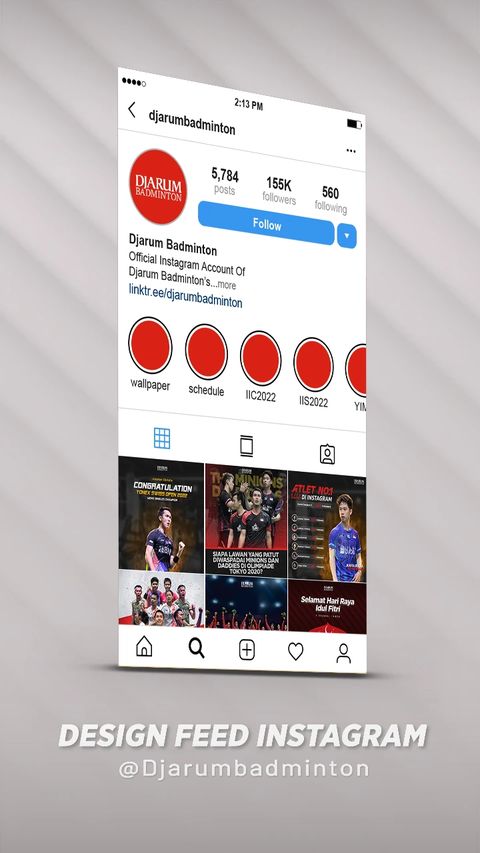 2:13 PM
djarumbadminton
DJARUM
BADMINTON
5,784
posts
155K
followers
560
following
Follow
Djarum Badminton
Official Instagram Account Of
Djarum Badminton's...more
linktr.ee/djarumbadminton
wallpaper
schedule
IIC2022
IIS2022
YIM
CONGRATULATION
YONEX SWISS OPEN 2022
SIAPA LAWAN YANG PATUT
DIWASPADAI MINIONS DAN
DADDIES DI OLIMPIADE
TOKYO 2020?
ATLET NO.1
DI INSTAGRAM
Selamat Hari Raya
Idul Fitri
DESIGN FEED INSTAGRAM
@Djarumbadminton